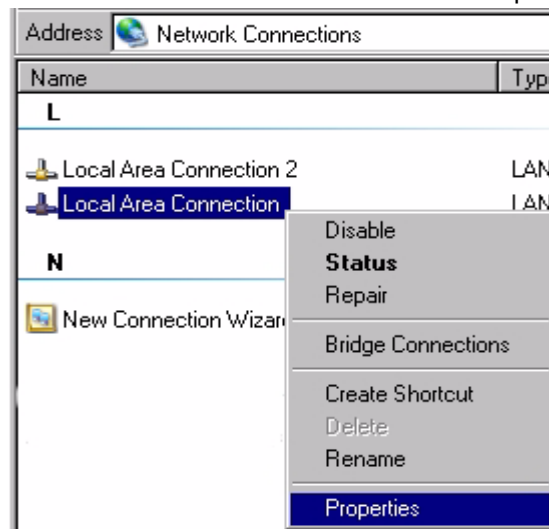 Address Network Connections
Name Typ
L
Local Area Connection 2 LAN
Local Area Connection LAN
Disable
N Status
Repair
New Connection Wizar
Bridge Connections
Create Shortcut
Delete
Rename
Properties